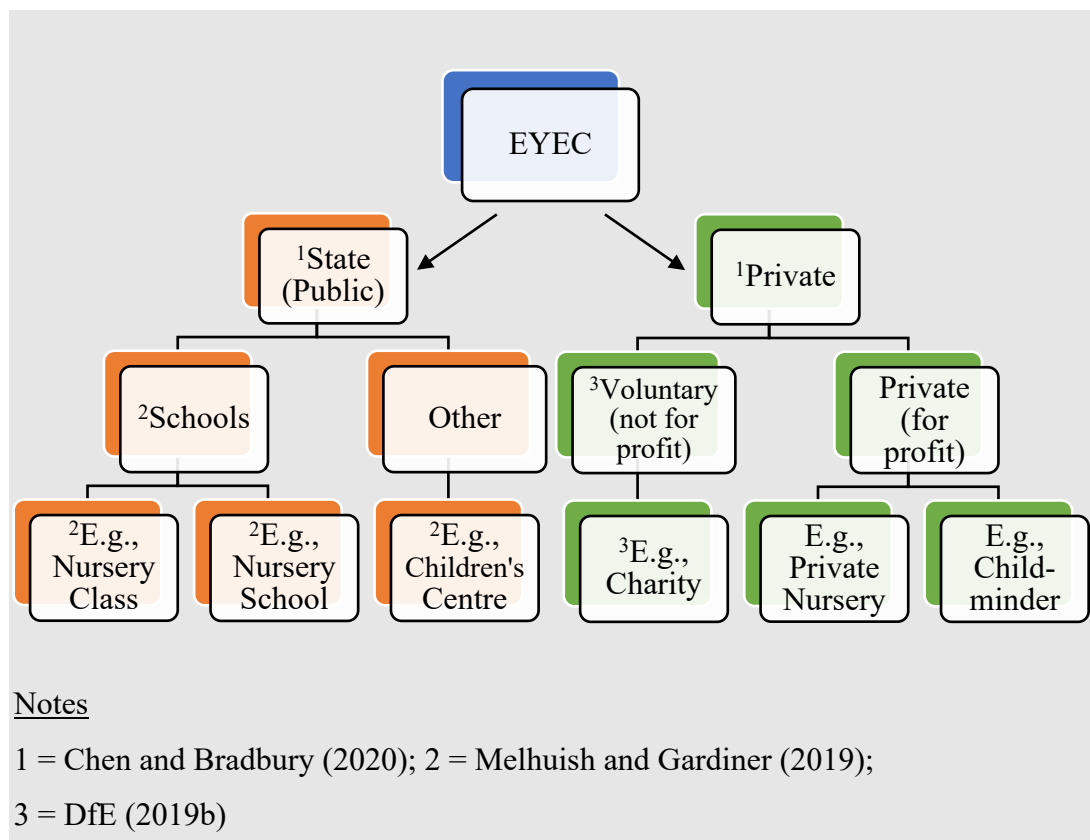 EYEC
¹State
(Public)
¹Private
²Schools
Other
³Voluntary
(not for
profit)
Private
(for
profit)
²E.g.,
Nursery
Class
²E.g.,
Nursery
School
²E.g.,
Children's
Centre
³E.g.,
Charity
E.g.,
Private
Nursery
E.g.,
Child-
minder
Notes
1 = Chen and Bradbury (2020); 2 = Melhuish and Gardiner (2019);
3 = DfE (2019b)